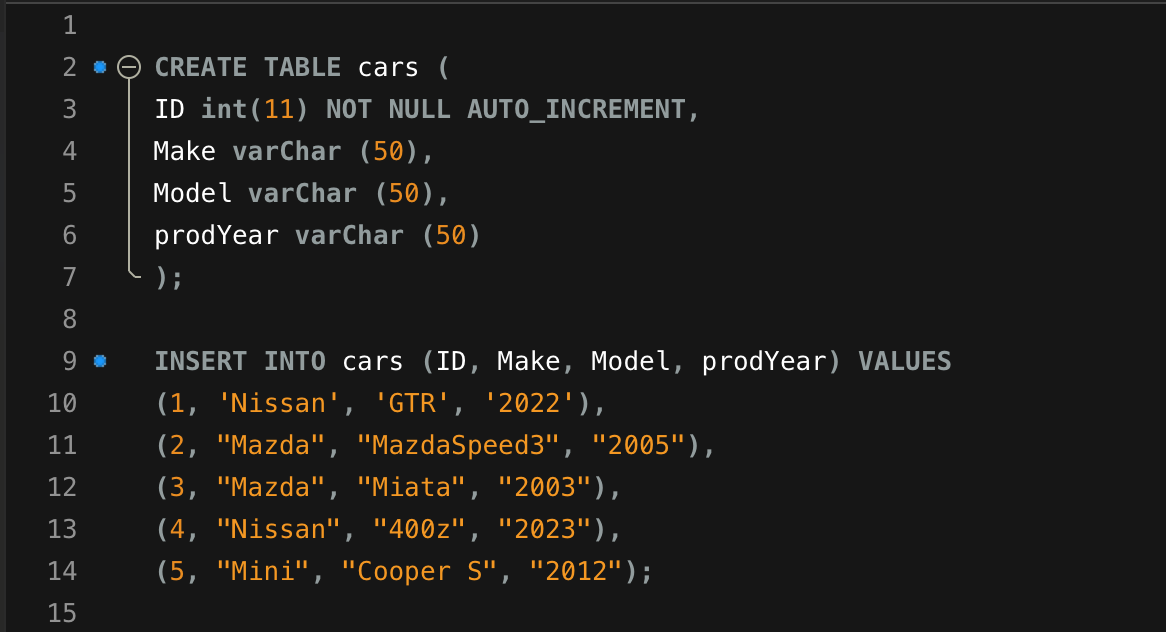 1
2 CREATE TABLE cars (
3 ID int(11) NOT NULL AUTO_INCREMENT,
4 Make varChar (50),
5 Model varChar (50),
6 prodYear varChar (50)
7 );
8
9 INSERT INTO cars (ID, Make, Model, prodYear) VALUES
10 (1, 'Nissan', 'GTR', '2022'),
11 (2, "Mazda", "MazdaSpeed3", "2005"),
12 (3, "Mazda", "Miata", "2003"),
13 (4, "Nissan", "400z", "2023"),
14 (5, "Mini", "Cooper S", "2012");
15